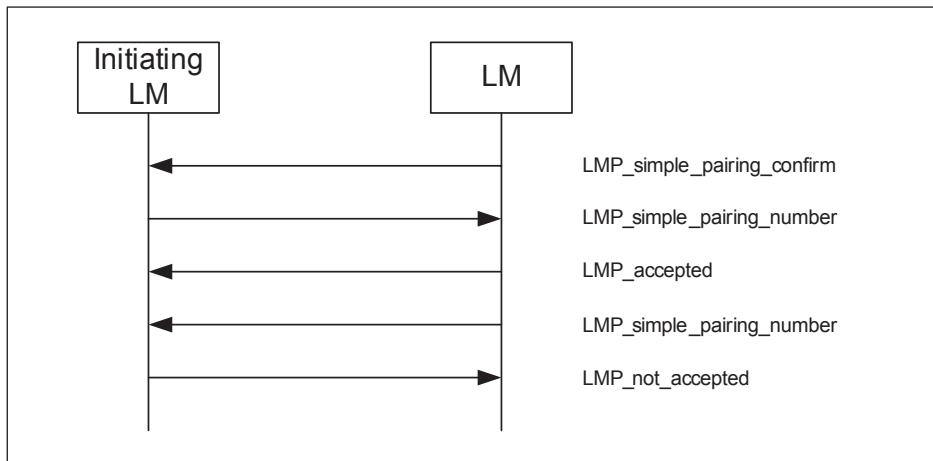 Initiating
LM
LM
LMP_simple_pairing_confirm
LMP_simple_pairing_number
LMP_accepted
LMP_simple_pairing_number
LMP_not_accepted